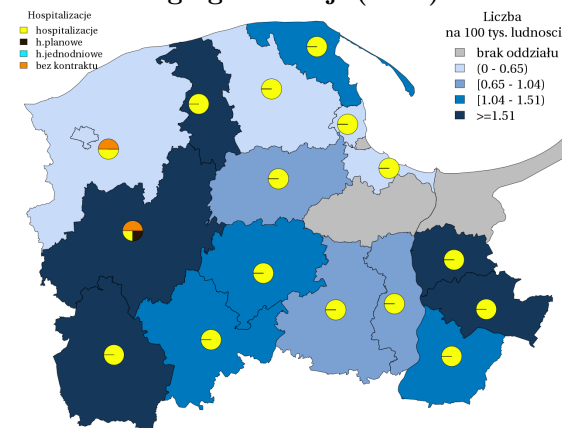 Hospitalizacje
hospitalizacje
h.planowe
h.jednodniowe
bez kontraktu
Liczba
na 100 tys. ludnosci
brak oddziału
(0 - 0.65)
[0.65 - 1.04)
[1.04 - 1.51)
>=1.51